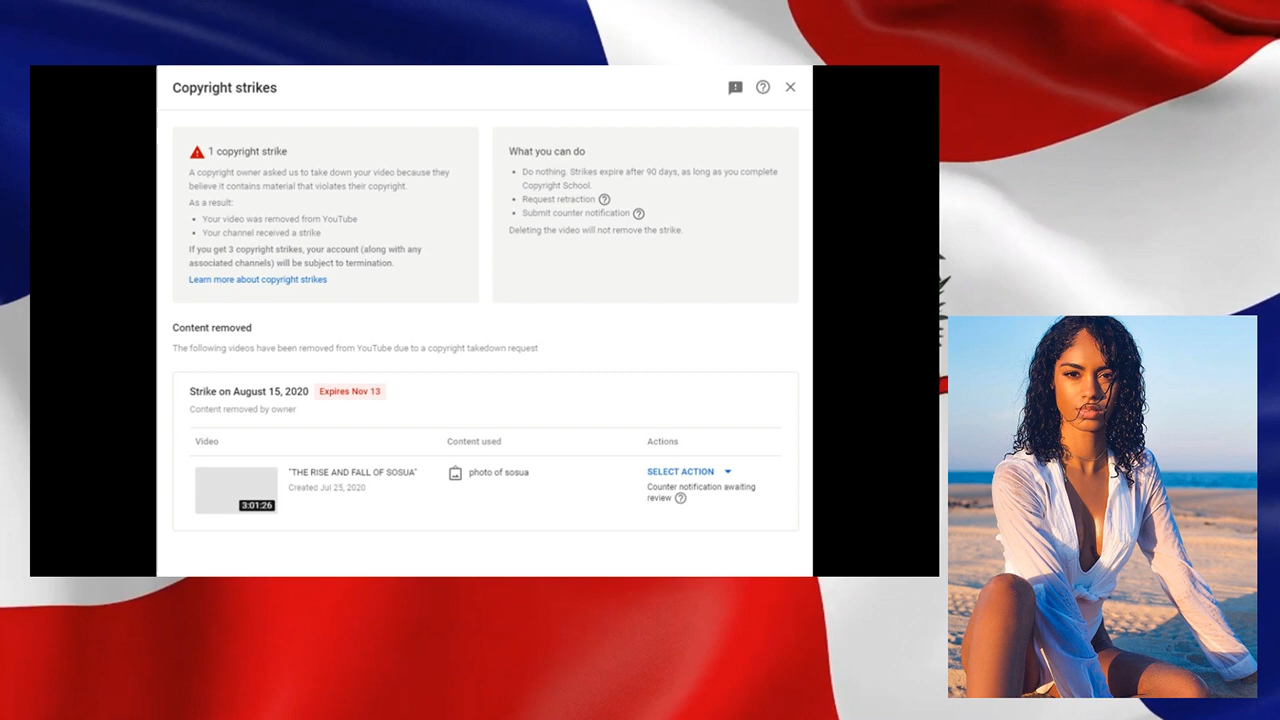 Copyright strikes
1 copyright strike
A copyright owner asked us to take down your video because they
believe it contains material that violates their copyright.
As a result:
• Your video was removed from YouTube
• Your channel received a strike
If you get 3 copyright strikes, your account (along with any
associated channels) will be subject to termination.
Learn more about copyright strikes
What you can do
• Do nothing. Strikes expire after 90 days, as long as you complete
Copyright School.
• Request retraction
• Submit counter notification
Deleting the video will not remove the strike.
Content removed
The following videos have been removed from YouTube due to a copyright takedown request
Strike on August 15, 2020 Expires Nov 13
Content removed by owner
Video Content used Actions
"THE RISE AND FALL OF SOSUA" photo of sosua SELECT ACTION
Created Jul 25, 2020
Counter notification awaiting
review
3:01:26